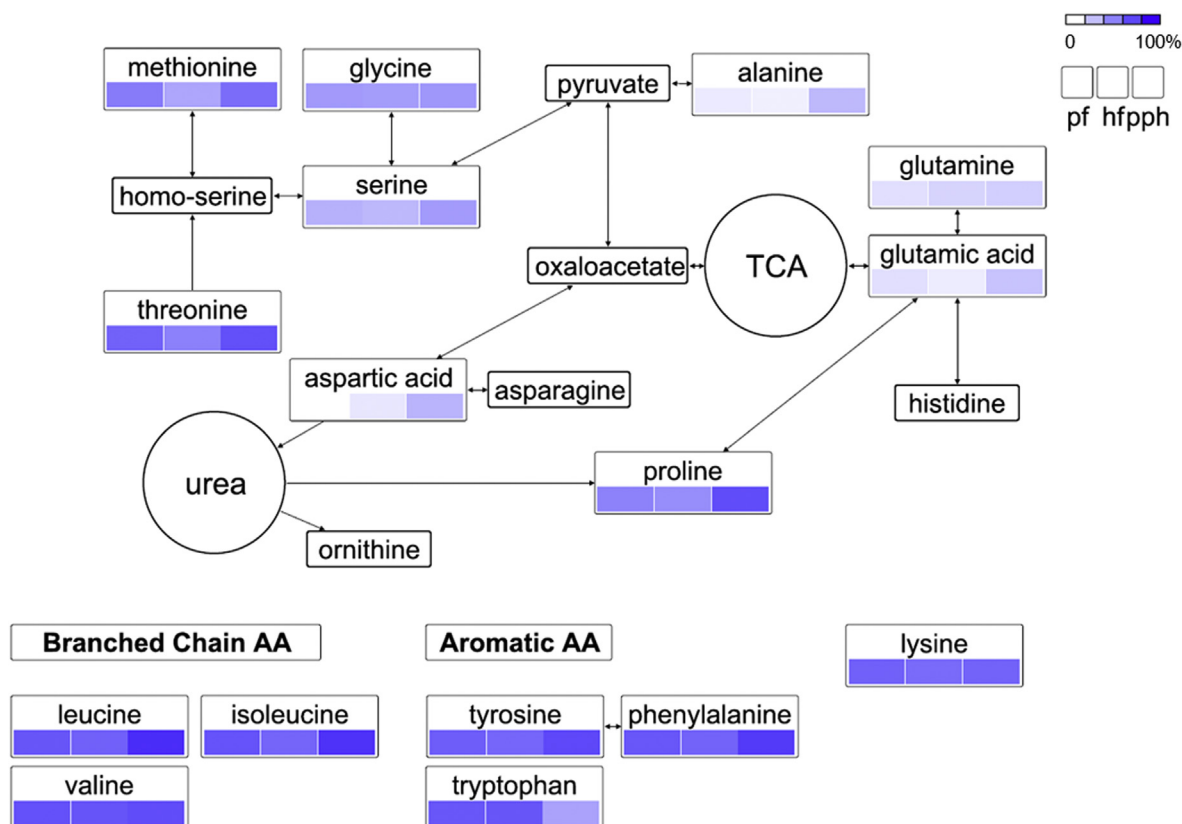 0 100%
pf hfpph
methionine
glycine
pyruvate
alanine
glutamine
homo-serine
serine
oxaloacetate
TCA
glutamic acid
threonine
aspartic acid
asparagine
histidine
urea
proline
ornithine
Branched Chain AA
Aromatic AA
lysine
leucine
isoleucine
tyrosine
phenylalanine
valine
tryptophan